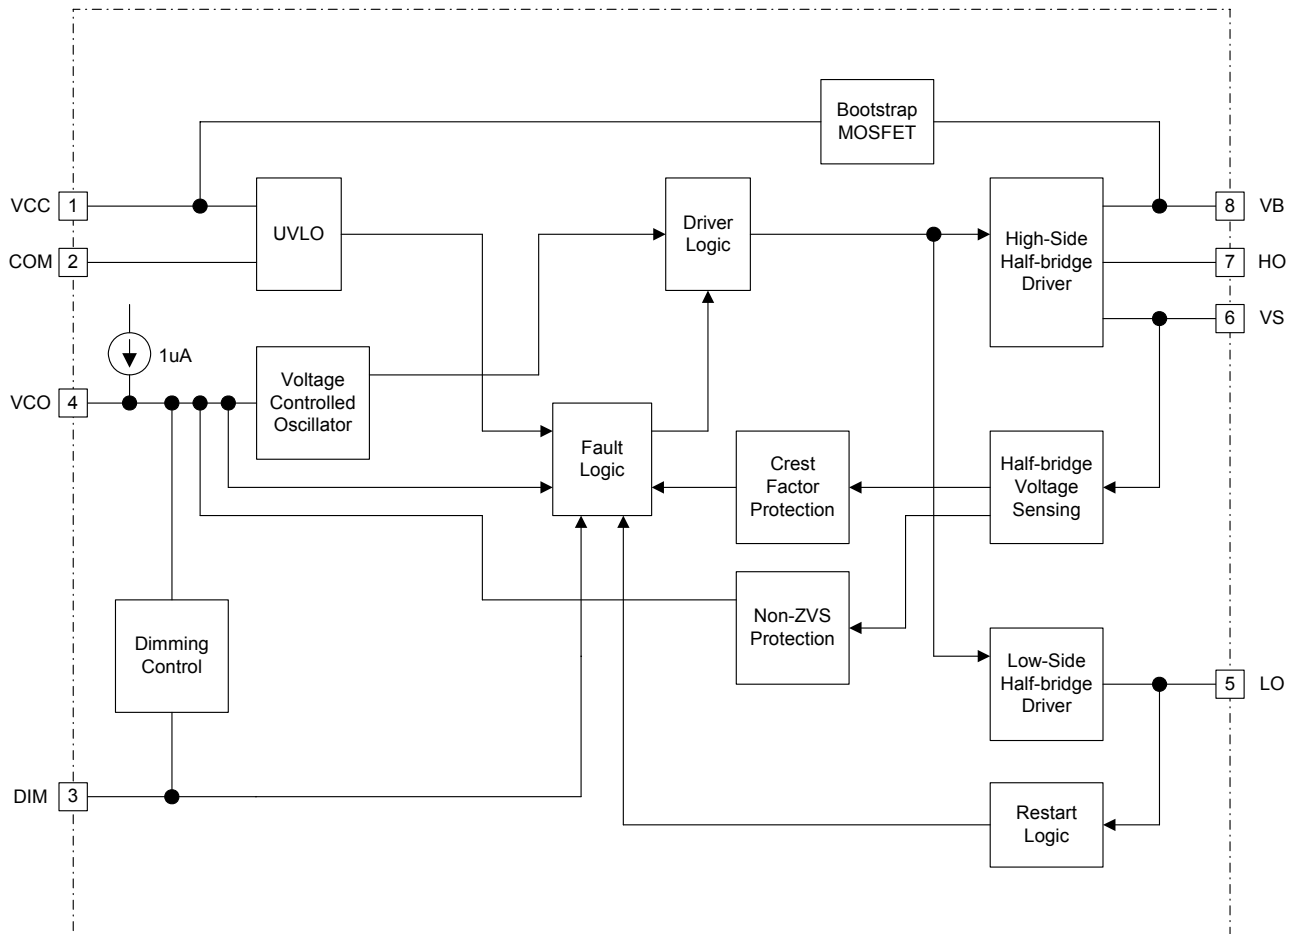 Bootstrap
MOSFET
VCC 1
UVLO
Driver
Logic
High-Side
Half-bridge
Driver
8 VB
COM 2
7 HO
6 VS
1uA
VCO 4
Voltage
Controlled
Oscillator
Fault
Logic
Crest
Factor
Protection
Half-bridge
Voltage
Sensing
Dimming
Control
Non-ZVS
Protection
Low-Side
Half-bridge
Driver
5 LO
DIM 3
Restart
Logic